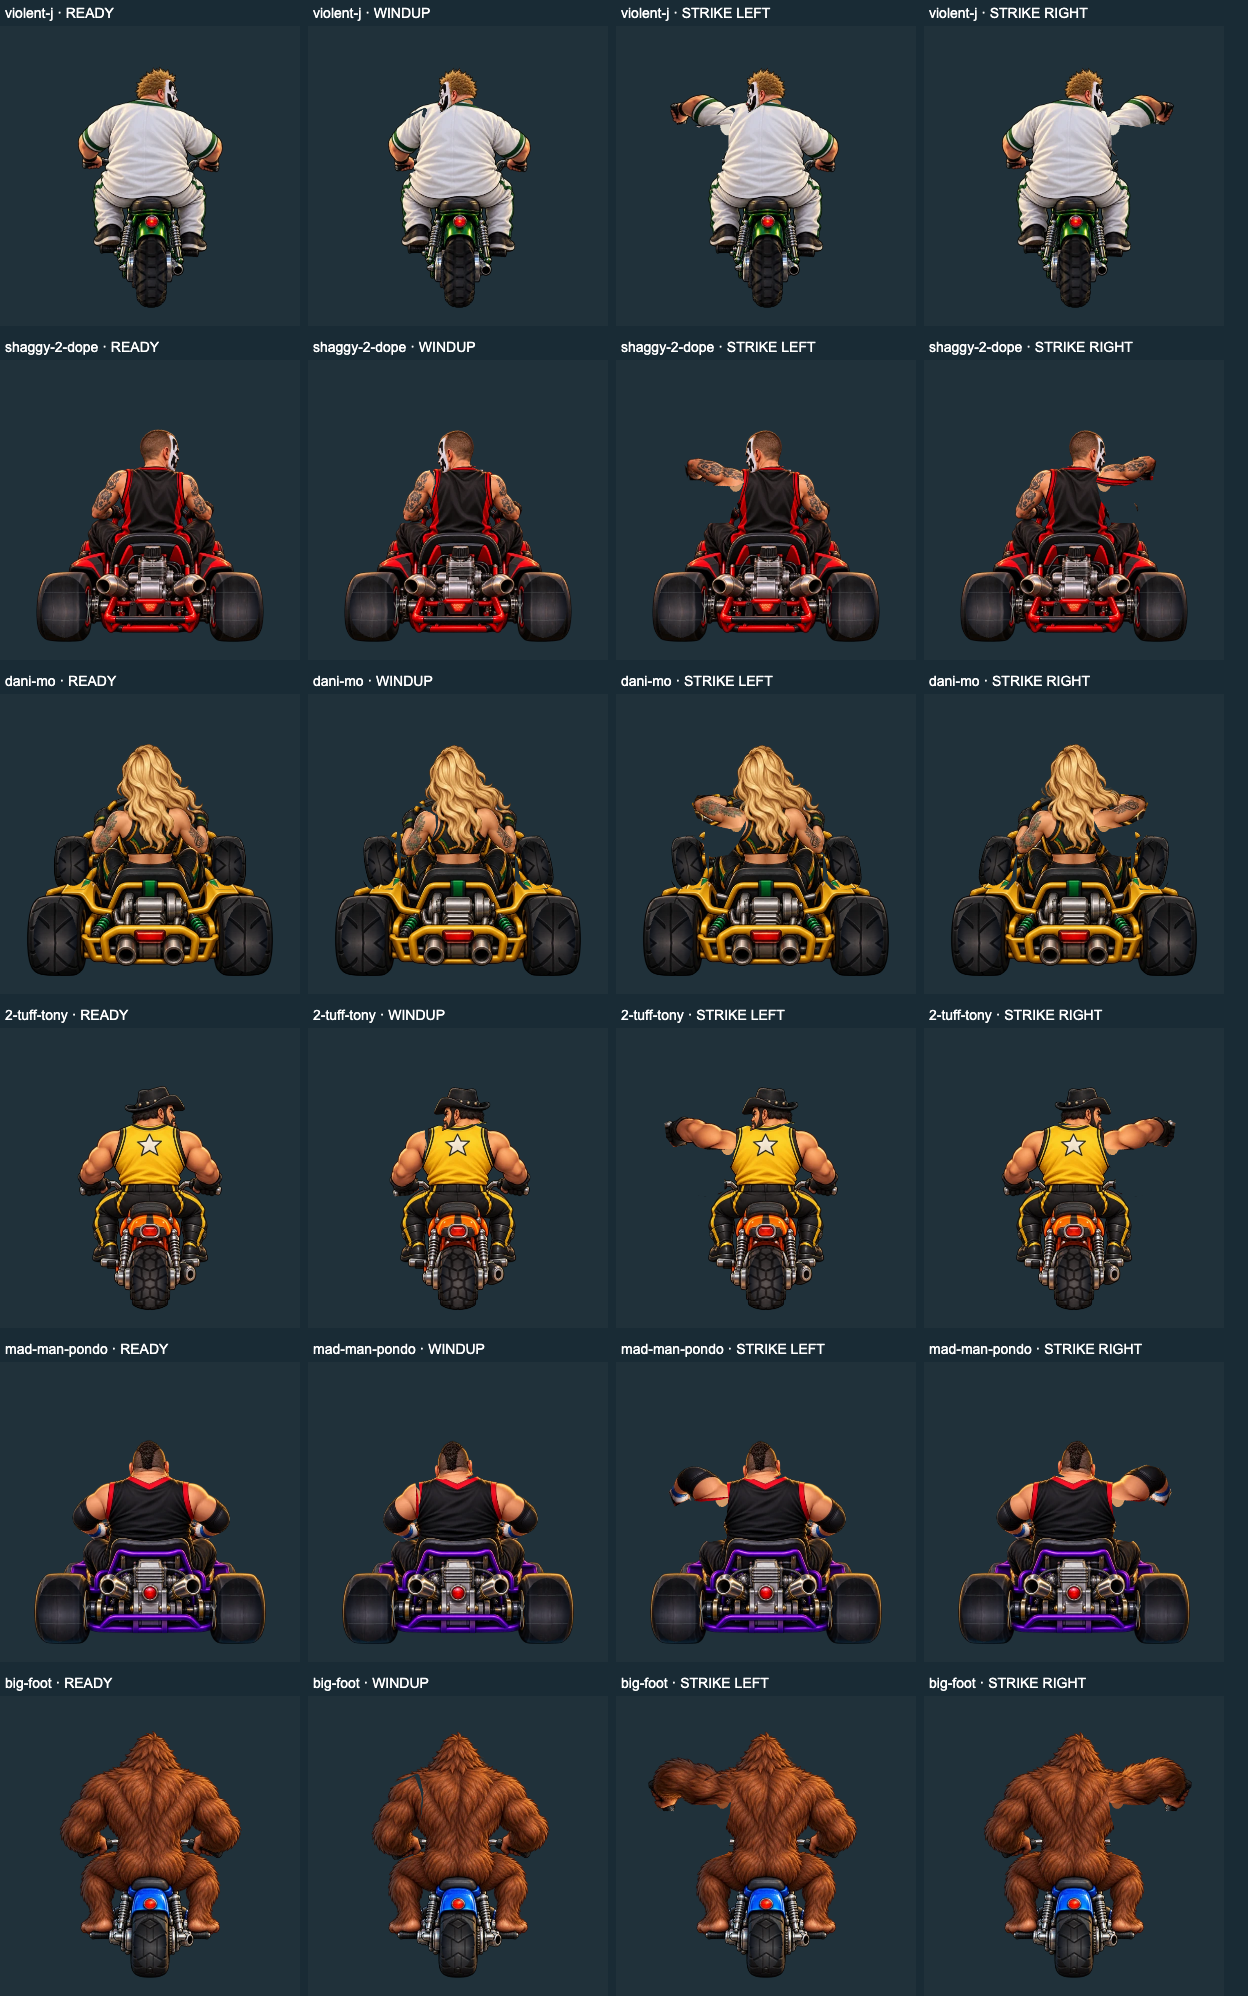 violent-j · READY
violent-j · WINDUP
violent-j · STRIKE LEFT
violent-j · STRIKE RIGHT
shaggy-2-dope · READY
shaggy-2-dope · WINDUP
shaggy-2-dope · STRIKE LEFT
shaggy-2-dope · STRIKE RIGHT
dani-mo · READY
dani-mo · WINDUP
dani-mo · STRIKE LEFT
dani-mo · STRIKE RIGHT
2-tuff-tony · READY
2-tuff-tony · WINDUP
2-tuff-tony · STRIKE LEFT
2-tuff-tony · STRIKE RIGHT
mad-man-pondo · READY
mad-man-pondo · WINDUP
mad-man-pondo · STRIKE LEFT
mad-man-pondo · STRIKE RIGHT
big-foot · READY
big-foot · WINDUP
big-foot · STRIKE LEFT
big-foot · STRIKE RIGHT